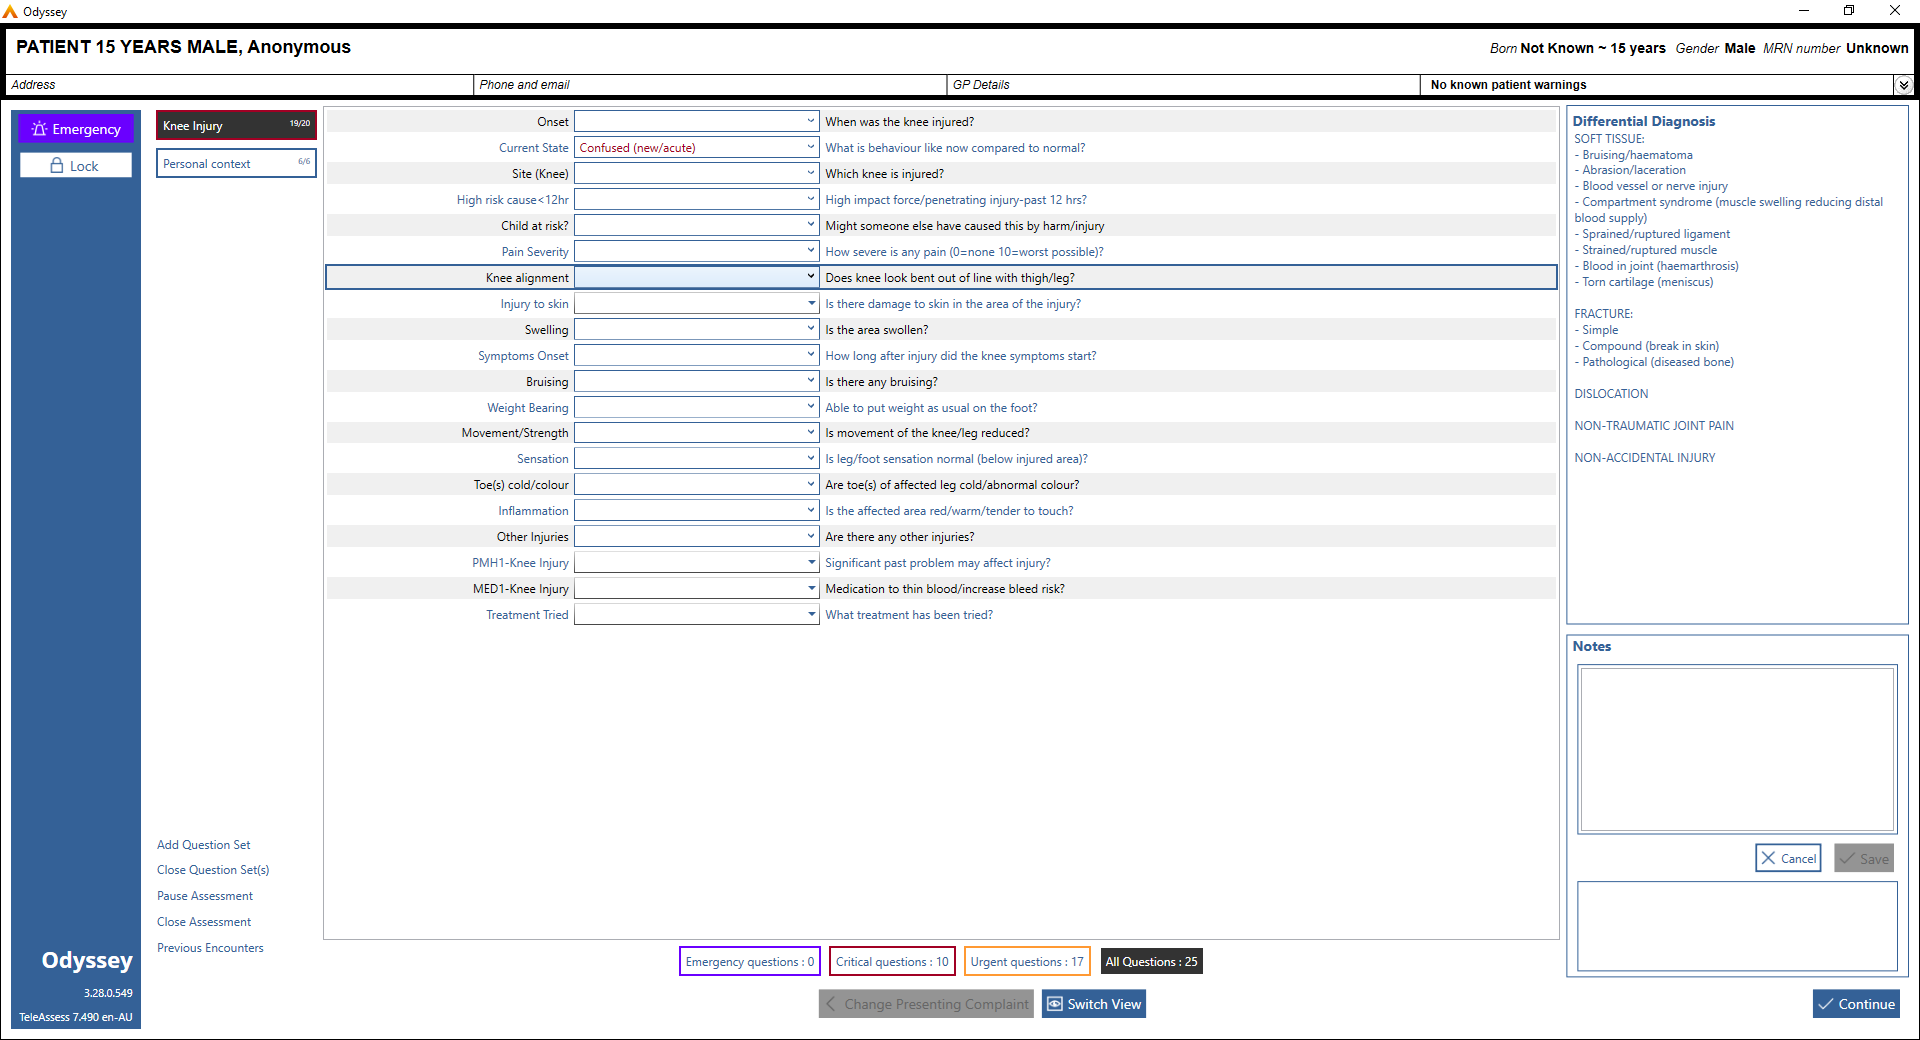 Odyssey
PATIENT 15 YEARS MALE, Anonymous
Born Not Known ~ 15 years Gender Male MRN number Unknown
Address
Phone and email
GP Details
No known patient warnings
Emergency
Lock
Knee Injury 19/20
Personal context 6/6
Onset When was the knee injured?
Current State Confused (new/acute) What is behaviour like now compared to normal?
Site (Knee) Which knee is injured?
High risk cause<12hr High impact force/penetrating injury-past 12 hrs?
Child at risk? Might someone else have caused this by harm/injury
Pain Severity How severe is any pain (0=none 10=worst possible)?
Knee alignment Does knee look bent out of line with thigh/leg?
Injury to skin Is there damage to skin in the area of the injury?
Swelling Is the area swollen?
Symptoms Onset How long after injury did the knee symptoms start?
Bruising Is there any bruising?
Weight Bearing Able to put weight as usual on the foot?
Movement/Strength Is movement of the knee/leg reduced?
Sensation Is leg/foot sensation normal (below injured area)?
Toe(s) cold/colour Are toe(s) of affected leg cold/abnormal colour?
Inflammation Is the affected area red/warm/tender to touch?
Other Injuries Are there any other injuries?
PMH1-Knee Injury Significant past problem may affect injury?
MED1-Knee Injury Medication to thin blood/increase bleed risk?
Treatment Tried What treatment has been tried?
Differential Diagnosis
SOFT TISSUE:
- Bruising/haematoma
- Abrasion/laceration
- Blood vessel or nerve injury
- Compartment syndrome (muscle swelling reducing distal
blood supply)
- Sprained/ruptured ligament
- Strained/ruptured muscle
- Blood in joint (haemarthrosis)
- Torn cartilage (meniscus)
FRACTURE:
- Simple
- Compound (break in skin)
- Pathological (diseased bone)
DISLOCATION
NON-TRAUMATIC JOINT PAIN
NON-ACCIDENTAL INJURY
Notes
Cancel
Save
Add Question Set
Close Question Set(s)
Pause Assessment
Close Assessment
Previous Encounters
Odyssey
3.28.0.549
TeleAssess 7.490 en-AU
Emergency questions : 0
Critical questions : 10
Urgent questions : 17
All Questions : 25
Change Presenting Complaint
Switch View
Continue